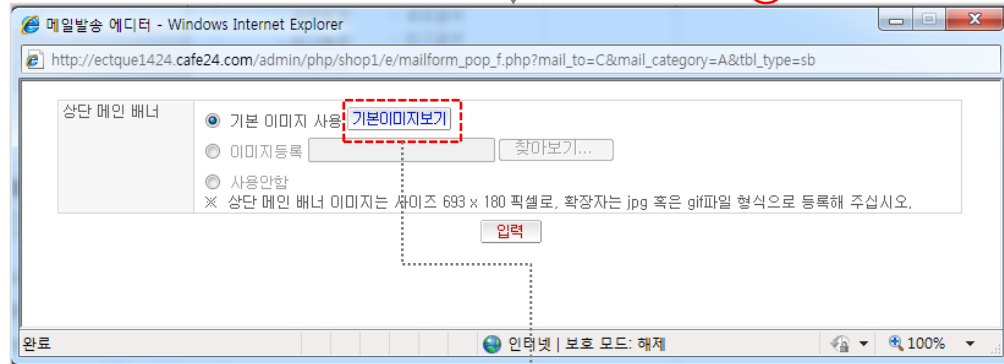 메일발송 에디터 - Windows Internet Explorer
http://ectque1424.cafe24.com/admin/php/shop1/e/mailform_pop_f.php?mail_to=C&mail_category=A&tbl_type=sb
상단 메인 배너
기본 이미지 사용 기본이미지보기
이미지등록 찾아보기...
사용안함
※ 상단 메인 배너 이미지는 사이즈 693 x 180 픽셀로, 확장자는 jpg 혹은 gif파일 형식으로 등록해 주십시오.
입력
완료 인터넷 | 보호 모드: 해제 100%